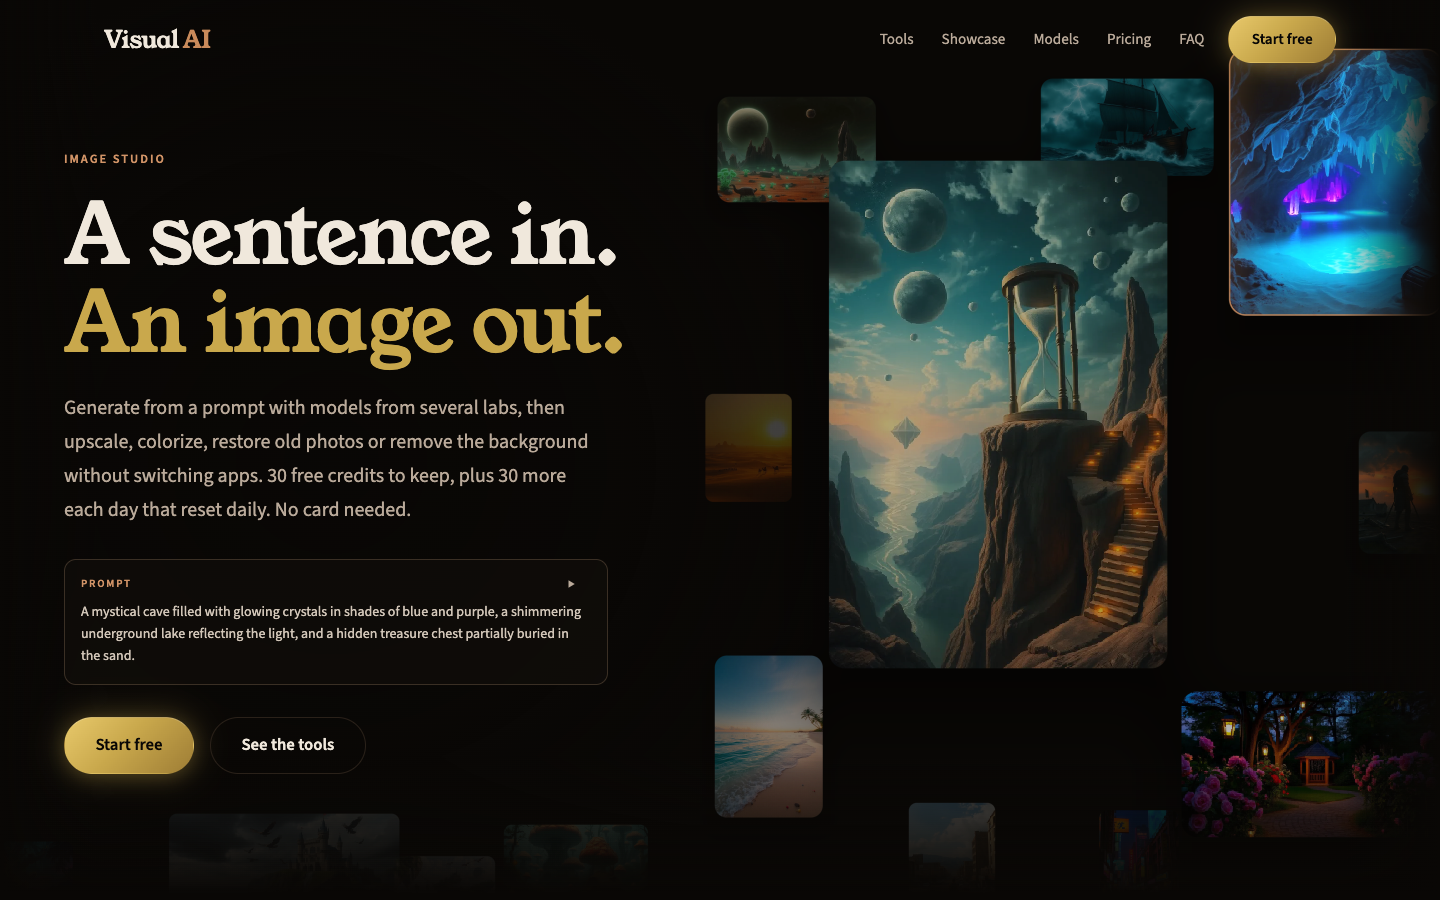 Visual AI
Tools
Showcase
Models
Pricing
FAQ
Start free
IMAGE STUDIO
A sentence in.
An image out.
Generate from a prompt with models from several labs, then
upscale, colorize, restore old photos or remove the background
without switching apps. 30 free credits to keep, plus 30 more
each day that reset daily. No card needed.
PROMPT
A mystical cave filled with glowing crystals in shades of blue and purple, a shimmering
underground lake reflecting the light, and a hidden treasure chest partially buried in
the sand.
Start free
See the tools